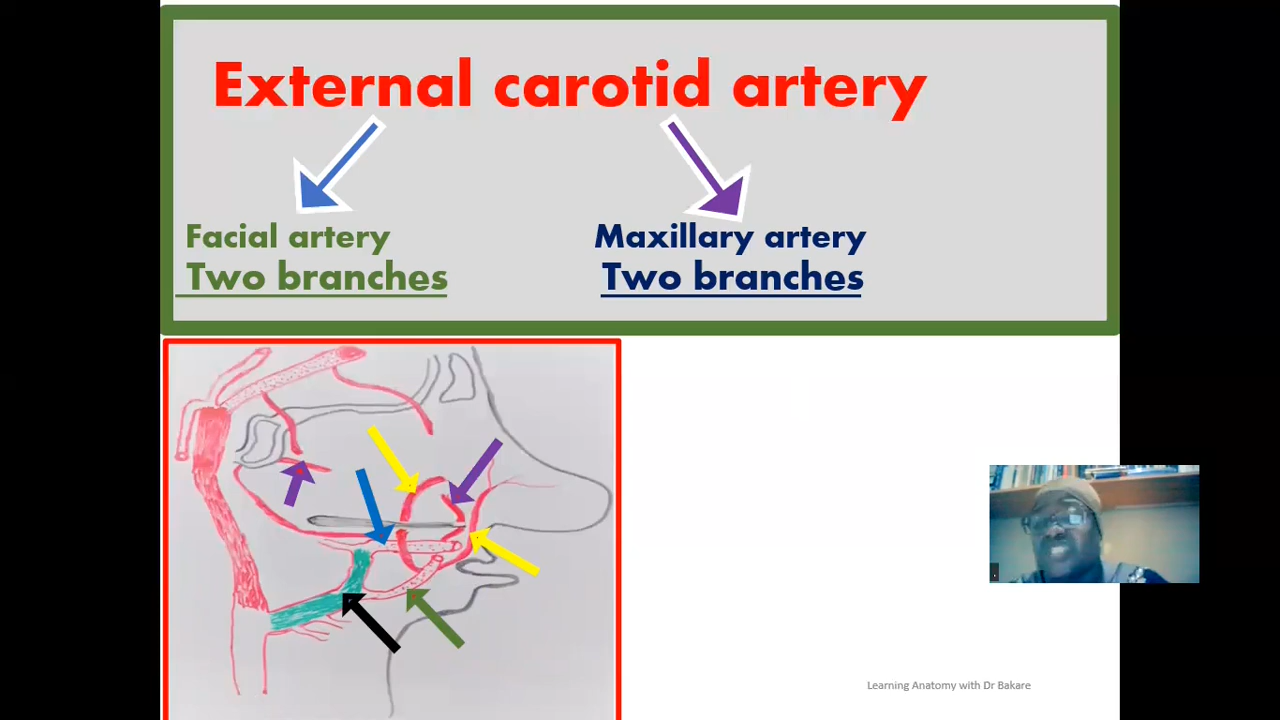 External carotid artery
Facial artery
Two branches
Maxillary artery
Two branches
Learning Anatomy with Dr Bakare